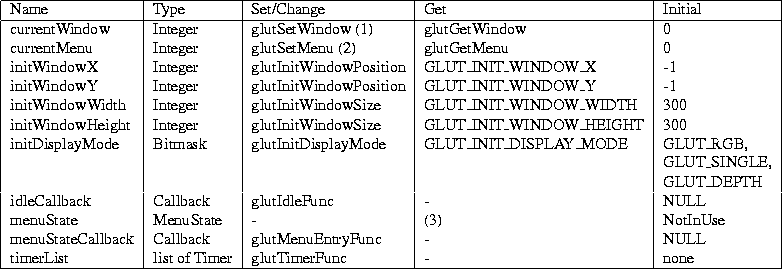 Name Type Set/Change Get Initial
currentWindow Integer glutSetWindow (1) glutGetWindow 0
currentMenu Integer glutSetMenu (2) glutGetMenu 0
initWindowX Integer glutInitWindowPosition GLUT_INIT_WINDOW_X -1
initWindowY Integer glutInitWindowPosition GLUT_INIT_WINDOW_Y -1
initWindowWidth Integer glutInitWindowSize GLUT_INIT_WINDOW_WIDTH 300
initWindowHeight Integer glutInitWindowSize GLUT_INIT_WINDOW_HEIGHT 300
initDisplayMode Bitmask glutInitDisplayMode GLUT_INIT_DISPLAY_MODE GLUT_RGB,
GLUT_SINGLE,
GLUT_DEPTH
idleCallback Callback glutIdleFunc - NULL
menuState MenuState - (3) NotInUse
menuStateCallback Callback glutMenuEntryFunc - NULL
timerList list of Timer glutTimerFunc - none